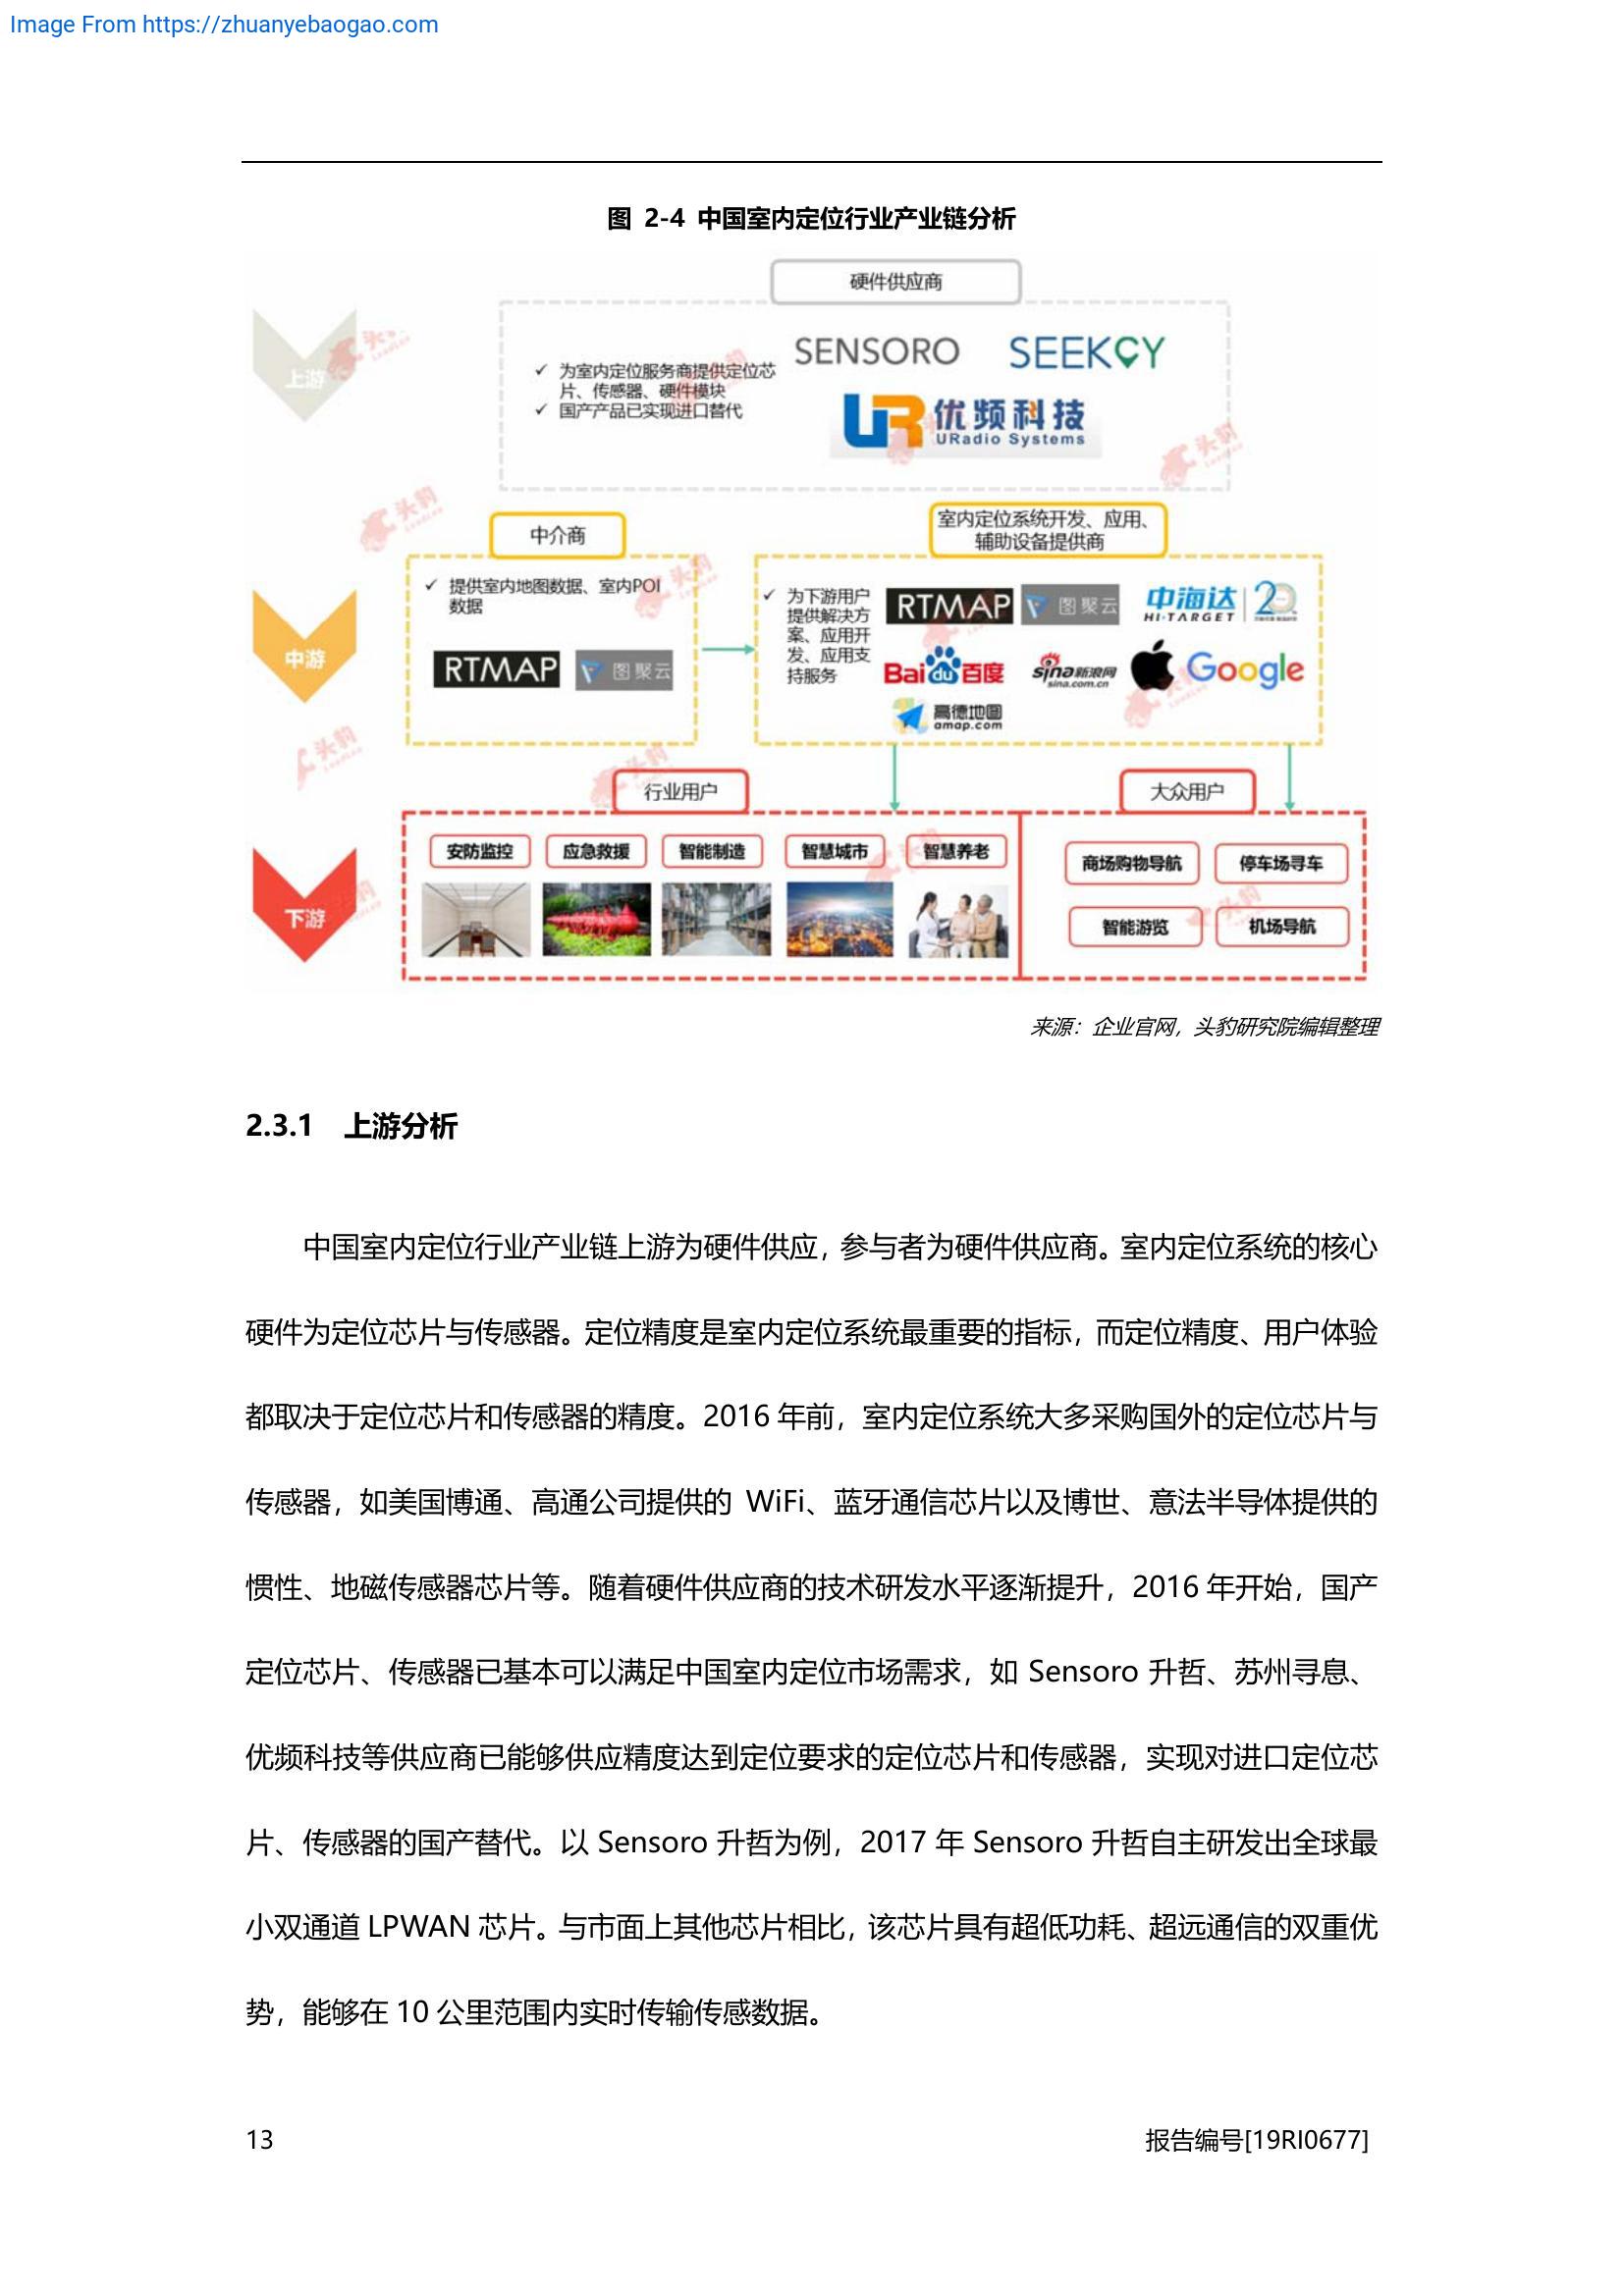 Image From https://zhuanyebaogao.com
图 2-4 中国室内定位行业产业链分析
硬件供应商
上游
✓ 为室内定位服务商提供定位芯
片、传感器、硬件模块
✓ 国产产品已实现进口替代
SENSORO
SEEKCY
UR 优频科技
URadio Systems
中介商
✓ 提供室内地图数据、室内POI
数据
RTMAP
图聚云
室内定位系统开发、应用、
辅助设备提供商
中游
✓ 为下游用户
提供解决方
案、应用开
发、应用支
持服务
RTMAP
图聚云
中海达
HI-TARGET
20
Bai du 百度
sina新浪网
sina.com.cn
Google
高德地图
amap.com
行业用户
大众用户
下游
安防监控
应急救援
智能制造
智慧城市
智慧养老
商场购物导航
停车场寻车
智能游览
机场导航
头豹
LeadLeo
来源：企业官网，头豹研究院编辑整理
2.3.1 上游分析
中国室内定位行业产业链上游为硬件供应，参与者为硬件供应商。室内定位系统的核心
硬件为定位芯片与传感器。定位精度是室内定位系统最重要的指标，而定位精度、用户体验
都取决于定位芯片和传感器的精度。2016 年前，室内定位系统大多采购国外的定位芯片与
传感器，如美国博通、高通公司提供的 WiFi、蓝牙通信芯片以及博世、意法半导体提供的
惯性、地磁传感器芯片等。随着硬件供应商的技术研发水平逐渐提升，2016 年开始，国产
定位芯片、传感器已基本可以满足中国室内定位市场需求，如 Sensoro 升哲、苏州寻息、
优频科技等供应商已能够供应精度达到定位要求的定位芯片和传感器，实现对进口定位芯
片、传感器的国产替代。以 Sensoro 升哲为例，2017 年 Sensoro 升哲自主研发出全球最
小双通道 LPWAN 芯片。与市面上其他芯片相比，该芯片具有超低功耗、超远通信的双重优
势，能够在 10 公里范围内实时传输传感数据。
13
报告编号[19RI0677]